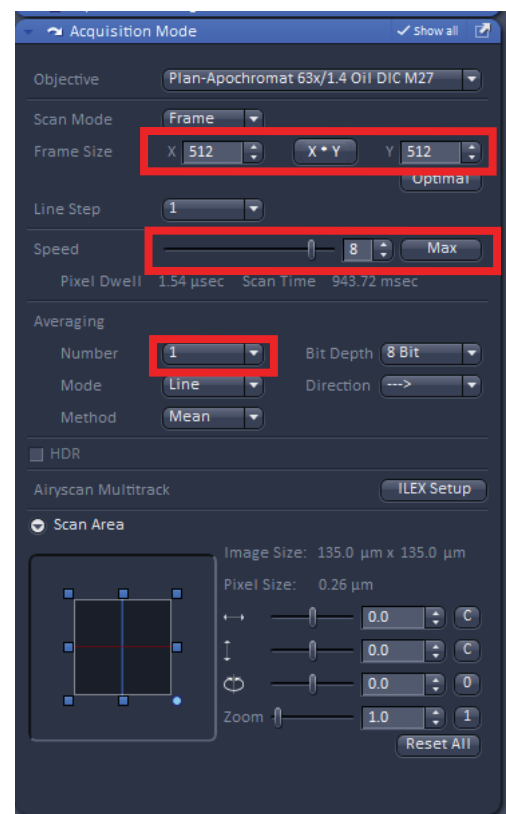 Acquisition Mode Show all
Objective Plan-Apochromat 63x/1.4 Oil DIC M27
Scan Mode Frame
Frame Size X 512 X*Y Y 512
Optimal
Line Step 1
Speed 8 Max
Pixel Dwell 1.54 µsec Scan Time 943.72 msec
Averaging
Number 1 Bit Depth 8 Bit
Mode Line Direction --->
Method Mean
HDR
Airyscan Multitrack ILEX Setup
Scan Area
Image Size: 135.0 µm x 135.0 µm
Pixel Size: 0.26 µm
0.0 C
0.0 C
0.0 0
Zoom 1.0 1
Reset All